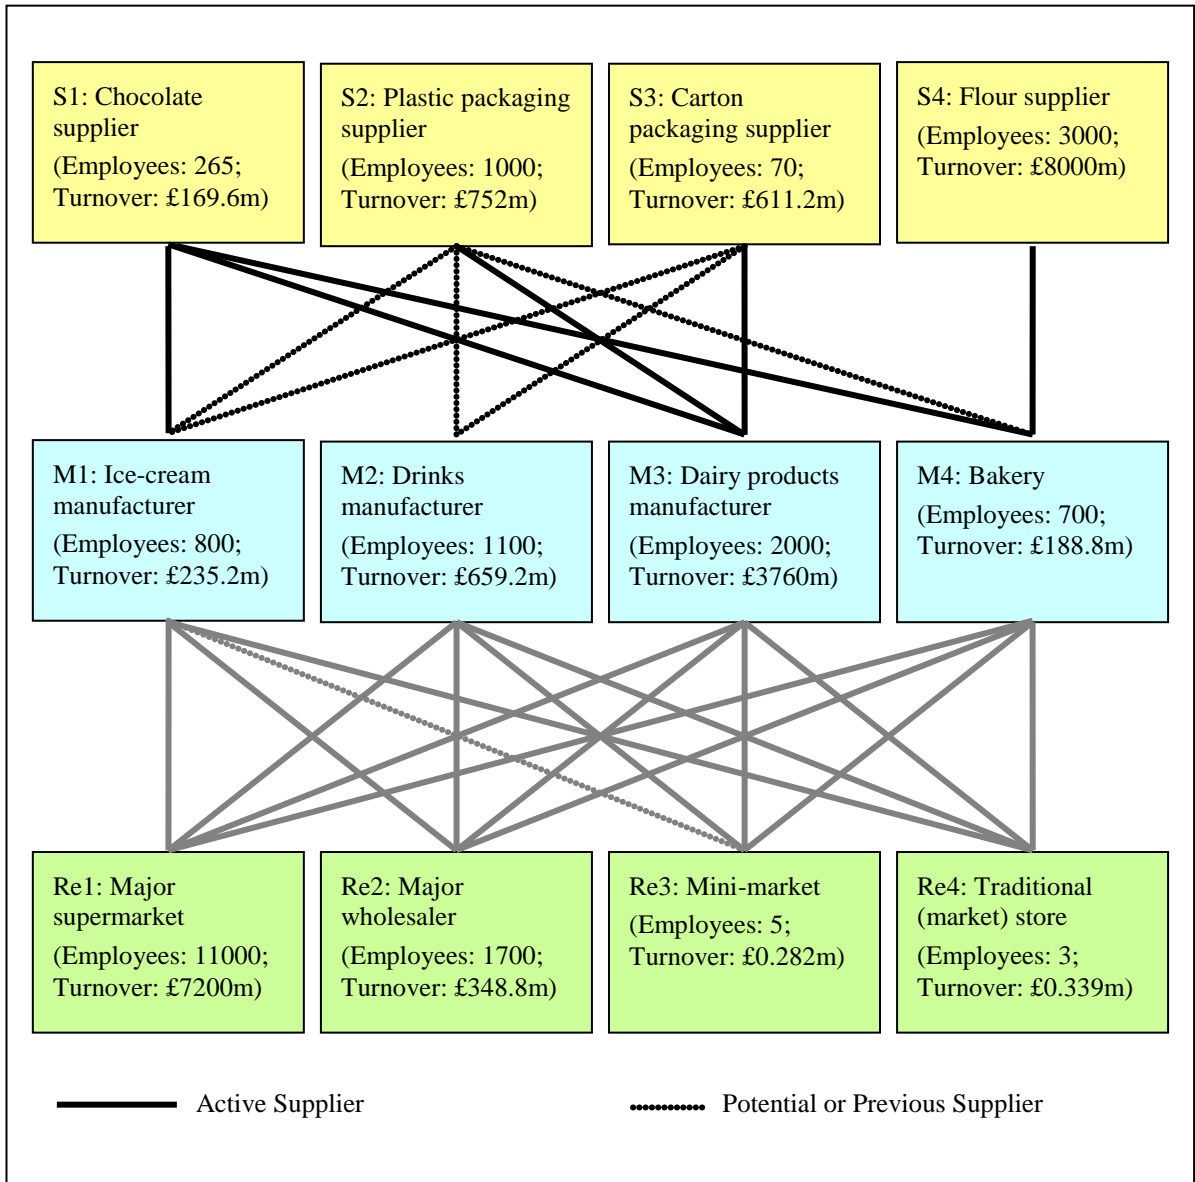 S1: Chocolate
supplier
(Employees: 265;
Turnover: £169.6m)
S2: Plastic packaging
supplier
(Employees: 1000;
Turnover: £752m)
S3: Carton
packaging supplier
(Employees: 70;
Turnover: £611.2m)
S4: Flour supplier
(Employees: 3000;
Turnover: £8000m)
M1: Ice-cream
manufacturer
(Employees: 800;
Turnover: £235.2m)
M2: Drinks
manufacturer
(Employees: 1100;
Turnover: £659.2m)
M3: Dairy products
manufacturer
(Employees: 2000;
Turnover: £3760m)
M4: Bakery
(Employees: 700;
Turnover: £188.8m)
Re1: Major
supermarket
(Employees: 11000;
Turnover: £7200m)
Re2: Major
wholesaler
(Employees: 1700;
Turnover: £348.8m)
Re3: Mini-market
(Employees: 5;
Turnover: £0.282m)
Re4: Traditional
(market) store
(Employees: 3;
Turnover: £0.339m)
Active Supplier
Potential or Previous Supplier